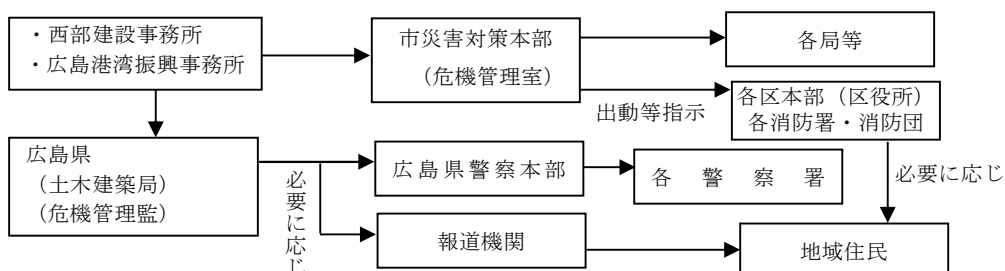 ・西部建設事務所
・広島港湾振興事務所
市災害対策本部
（危機管理室）
各局等
出動等指示
各区本部（区役所）
各消防署・消防団
広島県
（土木建築局）
（危機管理監）
必要に応じ
広島県警察本部
各　警　察　署
必要に応じ
報道機関
地域住民